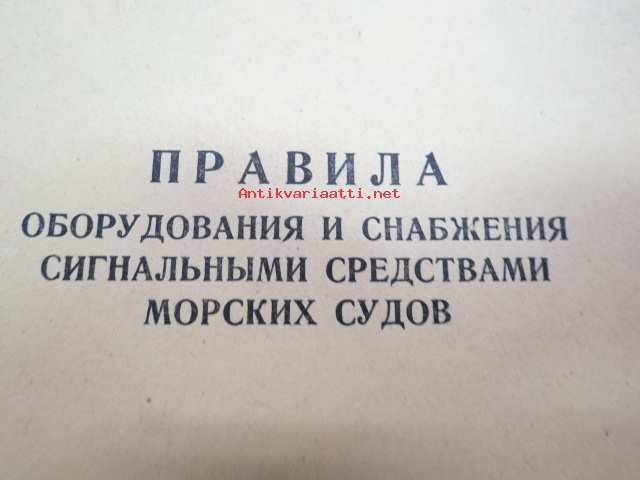 ПРАВИЛА
Antikvariaatti.net
ОБОРУДОВАНИЯ И СНАБЖЕНИЯ
СИГНАЛЬНЫМИ СРЕДСТВАМИ
МОРСКИХ СУДОВ